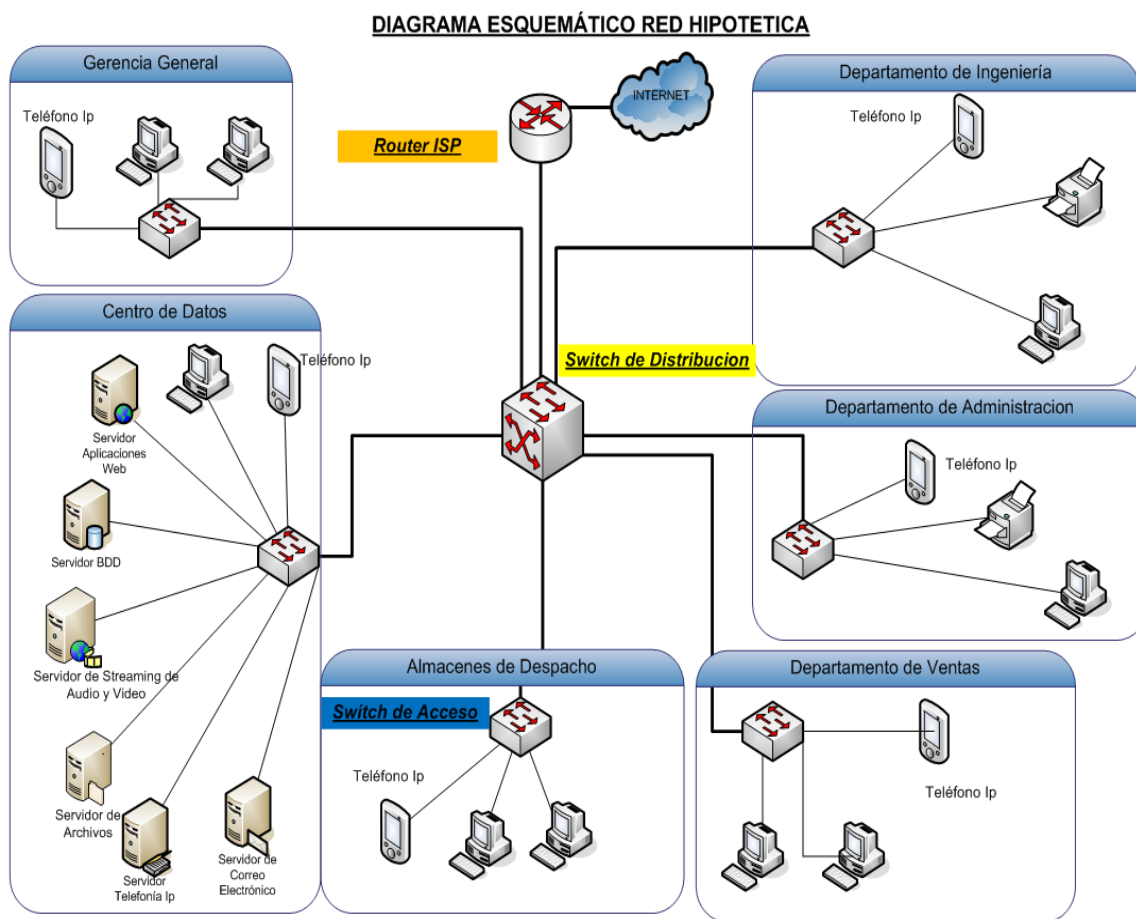 DIAGRAMA ESQUEMÁTICO RED HIPOTETICA
Gerencia General
Teléfono Ip
Router ISP
INTERNET
Departamento de Ingeniería
Teléfono Ip
Centro de Datos
Teléfono Ip
Servidor
Aplicaciones
Web
Servidor BDD
Servidor de Streaming de
Audio y Video
Servidor de
Archivos
Servidor
Telefonía Ip
Servidor de
Correo
Electrónico
Switch de Distribucion
Departamento de Administracion
Teléfono Ip
Almacenes de Despacho
Switch de Acceso
Teléfono Ip
Departamento de Ventas
Teléfono Ip